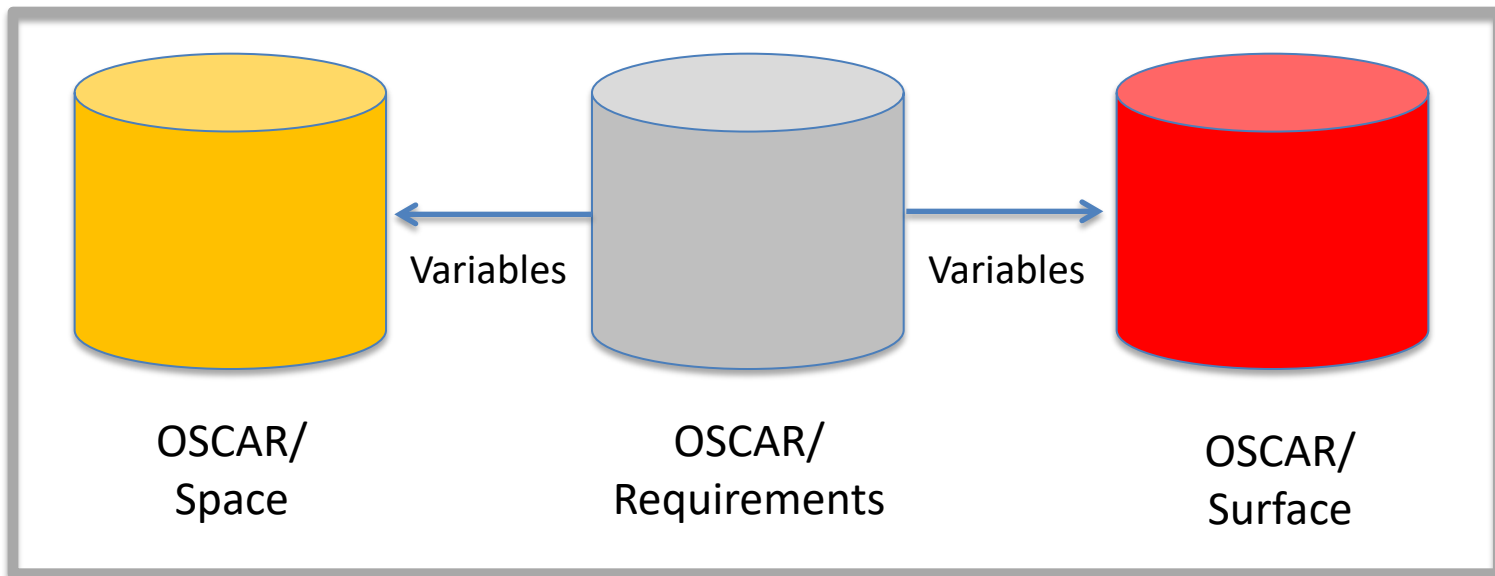 Variables
Variables
OSCAR/
Space
OSCAR/
Requirements
OSCAR/
Surface